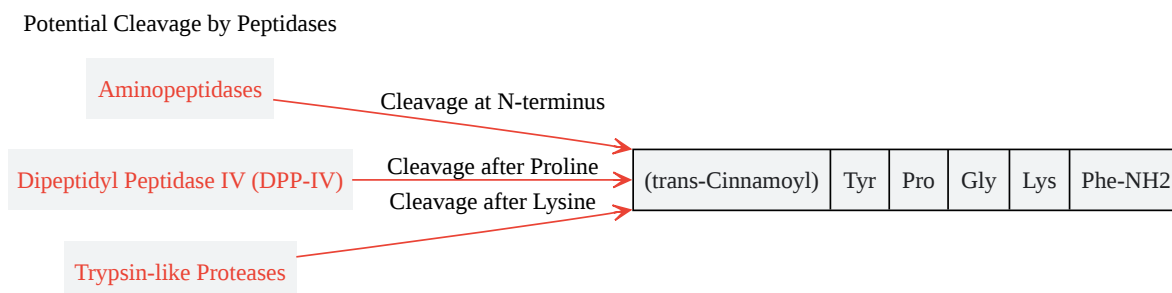 Potential Cleavage by Peptidases
Aminopeptidases
Cleavage at N-terminus
Dipeptidyl Peptidase IV (DPP-IV)
Cleavage after Proline
(trans-Cinnamoyl) Tyr Pro Gly Lys Phe-NH2
Cleavage after Lysine
Trypsin-like Proteases